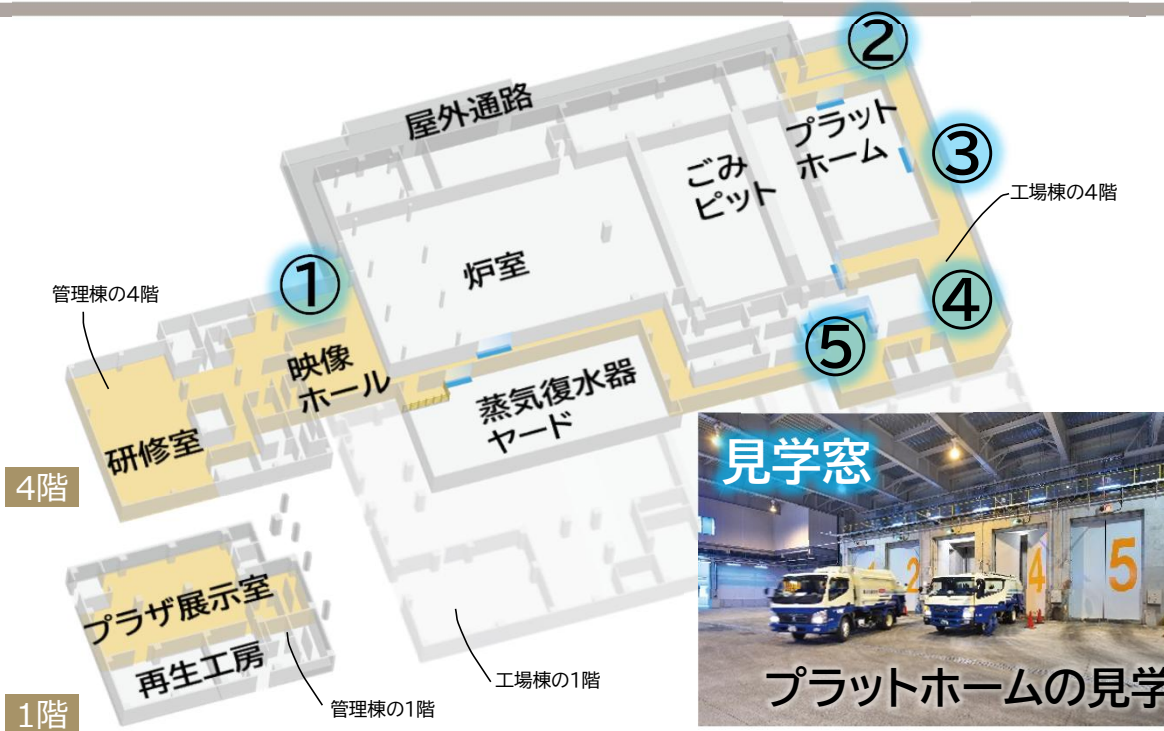 ②
屋外通路
プラット
ホーム
③
ごみ
ピット
工場棟の4階
①
炉室
管理棟の4階
④
⑤
映像
ホール
蒸気復水器
ヤード
研修室
見学窓
4階
2
4
5
プラザ展示室
再生工房
工場棟の1階
プラットホームの見学
管理棟の1階
1階